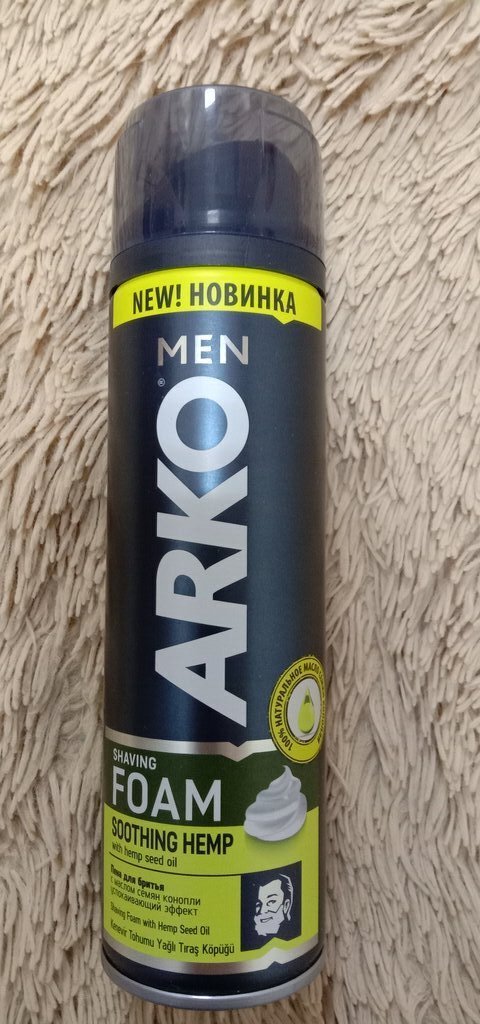 NEW! НОВИНКА
MEN
ARKO
®
100% НАТУРАЛЬНОЕ МАСЛО
SHAVING
FOAM
SOOTHING HEMP
with hemp seed oil
Пена для бритья
с маслом семян конопли
успокаивающий эффект
Shaving Foam with Hemp Seed Oil
Kenevir Tohumu Yağlı Tıraş Köpüğü